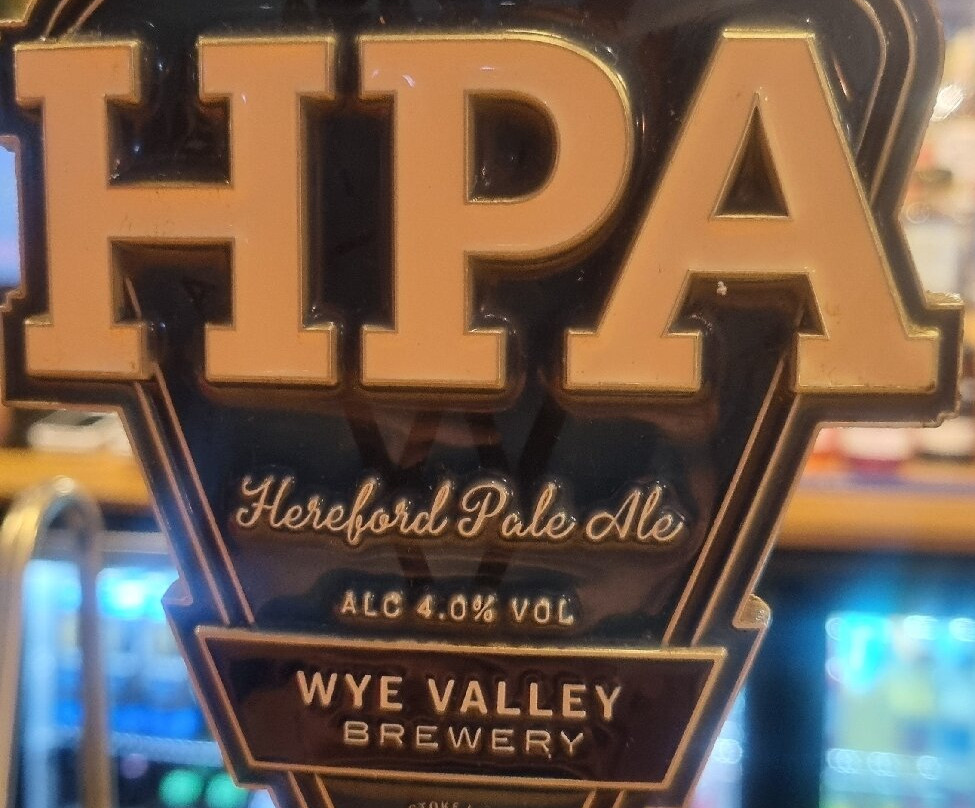 HPA
Hereford Pale Ale
ALC 4.0% VOL
WYE VALLEY
BREWERY